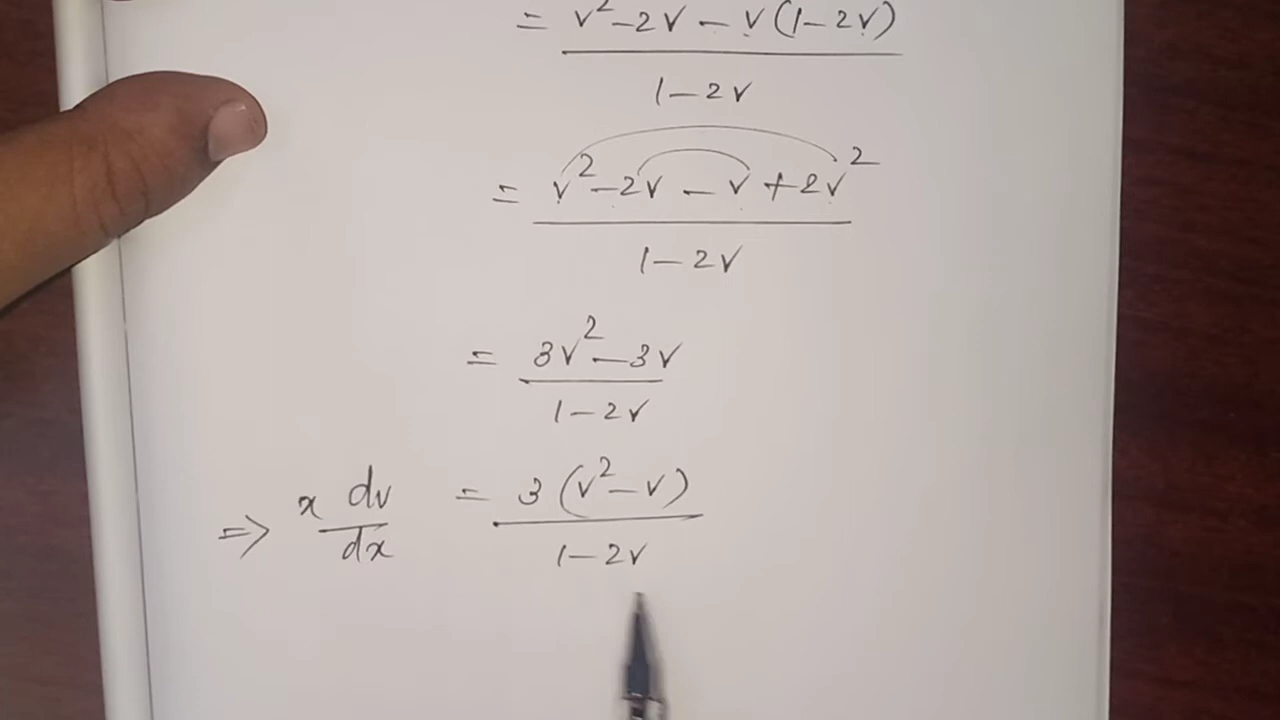 = v²-2v-v(1-2v)
1-2v
= v²-2v-v+2v²
1-2v
= 3v²-3v
1-2v
⇒ x dv/dx = 3(v²-v)
1-2v